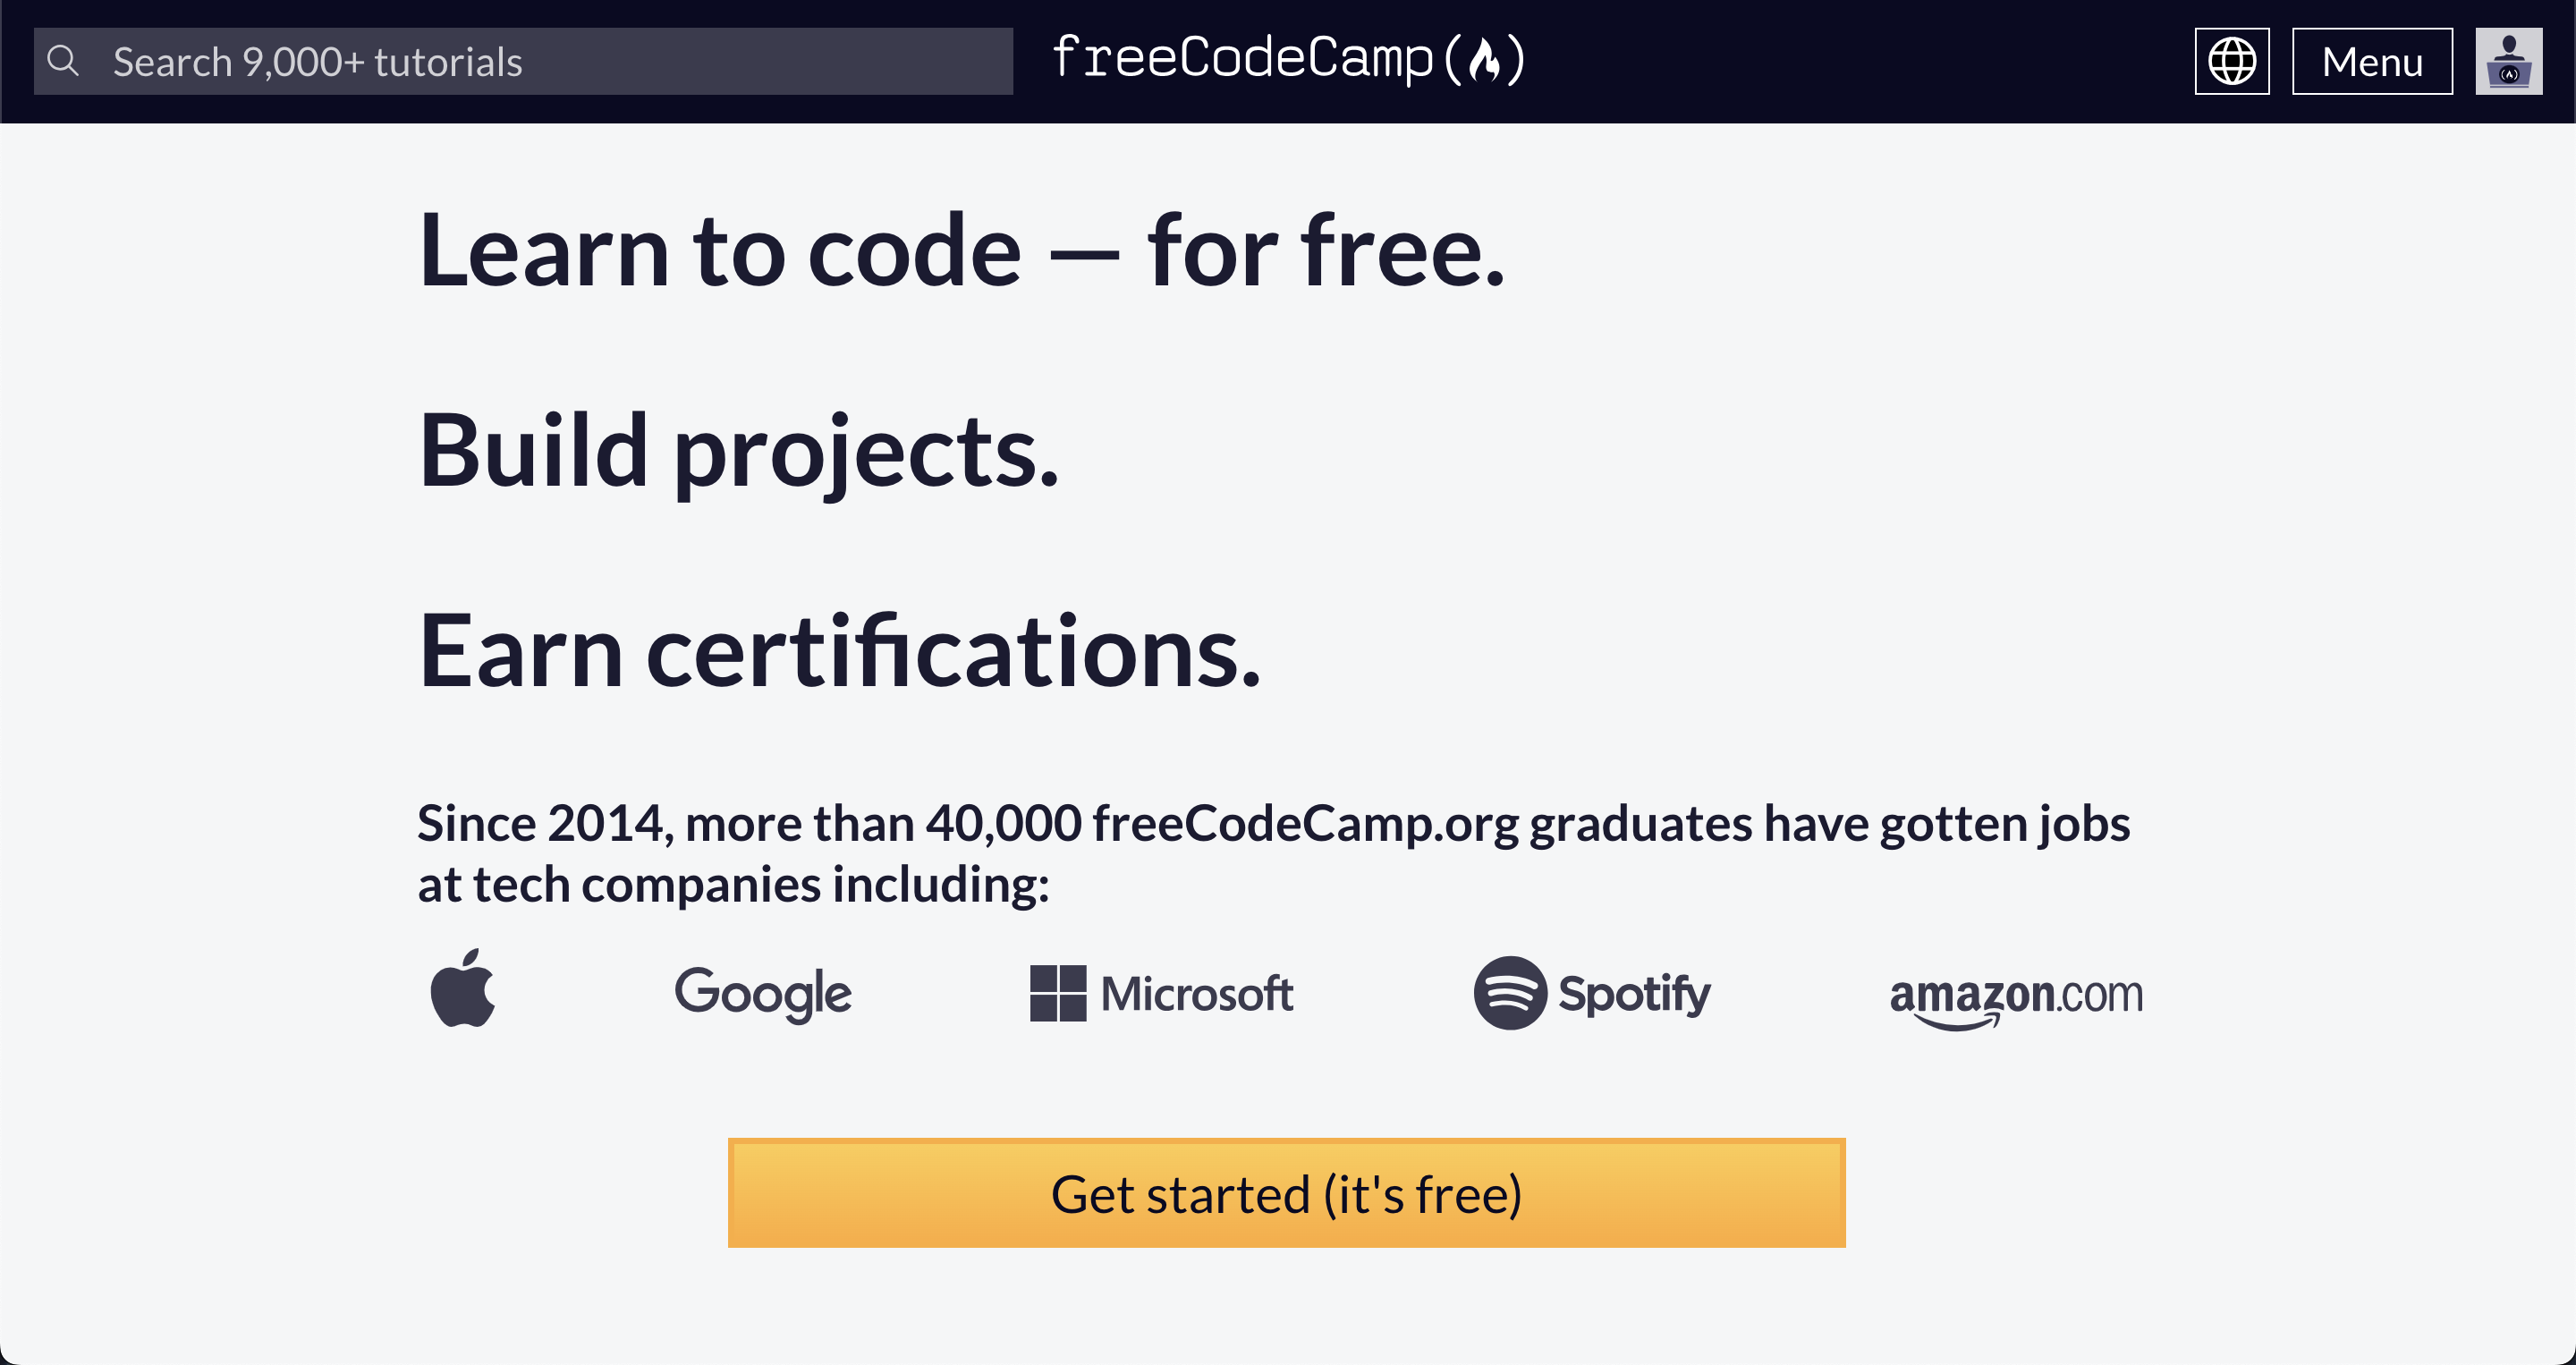 Search 9,000+ tutorials
freeCodeCamp
Menu
Learn to code — for free.
Build projects.
Earn certifications.
Since 2014, more than 40,000 freeCodeCamp.org graduates have gotten jobs
at tech companies including:
Google
Microsoft
Spotify
amazon.com
Get started (it's free)